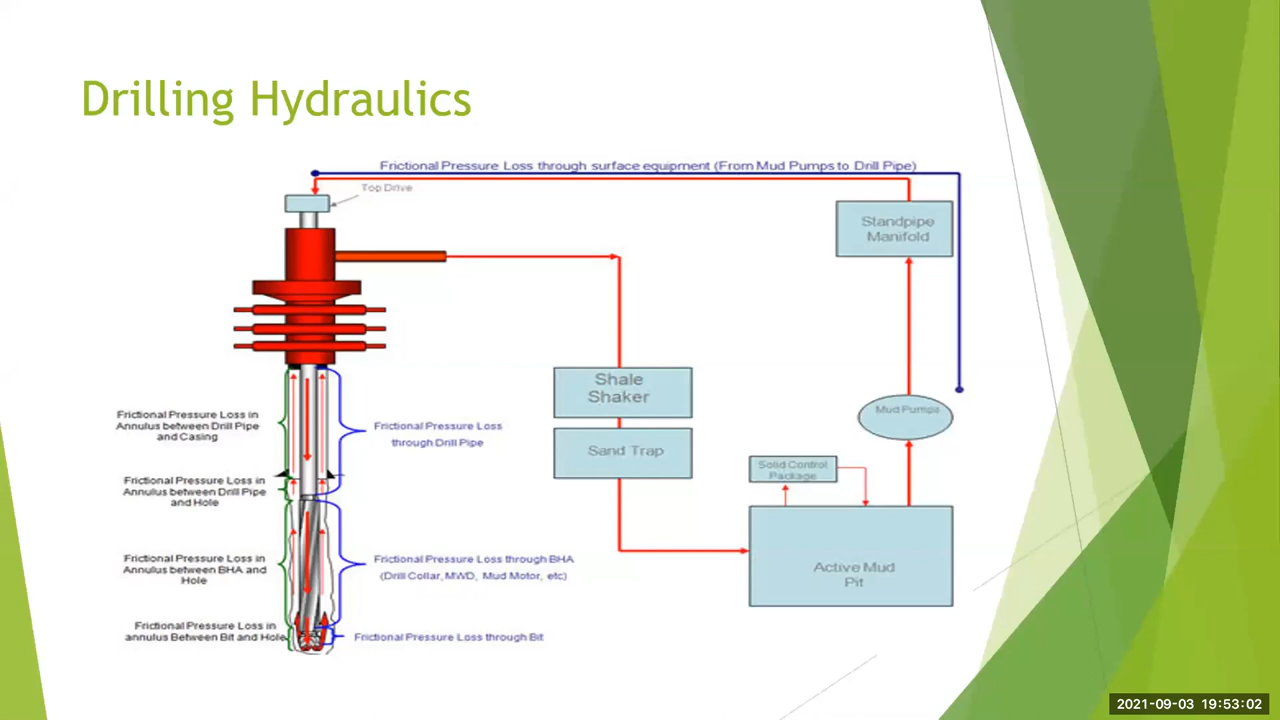 Drilling Hydraulics
Frictional Pressure Loss through surface equipment (From Mud Pumps to Drill Pipe)
Top Drive
Standpipe
Manifold
Shale
Shaker
Mud Pumps
Frictional Pressure Loss in
Annulus between Drill Pipe
and Casing
Frictional Pressure Loss
through Drill Pipe
Sand Trap
Solid Control
Package
Frictional Pressure Loss in
Annulus between Drill Pipe
and Hole
Frictional Pressure Loss in
Annulus between BHA and
Hole
Frictional Pressure Loss through BHA
(Drill Collar, MWD, Mud Motor, etc)
Active Mud
Pit
Frictional Pressure Loss in
annulus Between Bit and Hole
Frictional Pressure Loss through Bit
2021-09-03 19:53:02